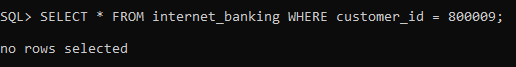 SQL> SELECT * FROM internet_banking WHERE customer_id = 800009;
no rows selected